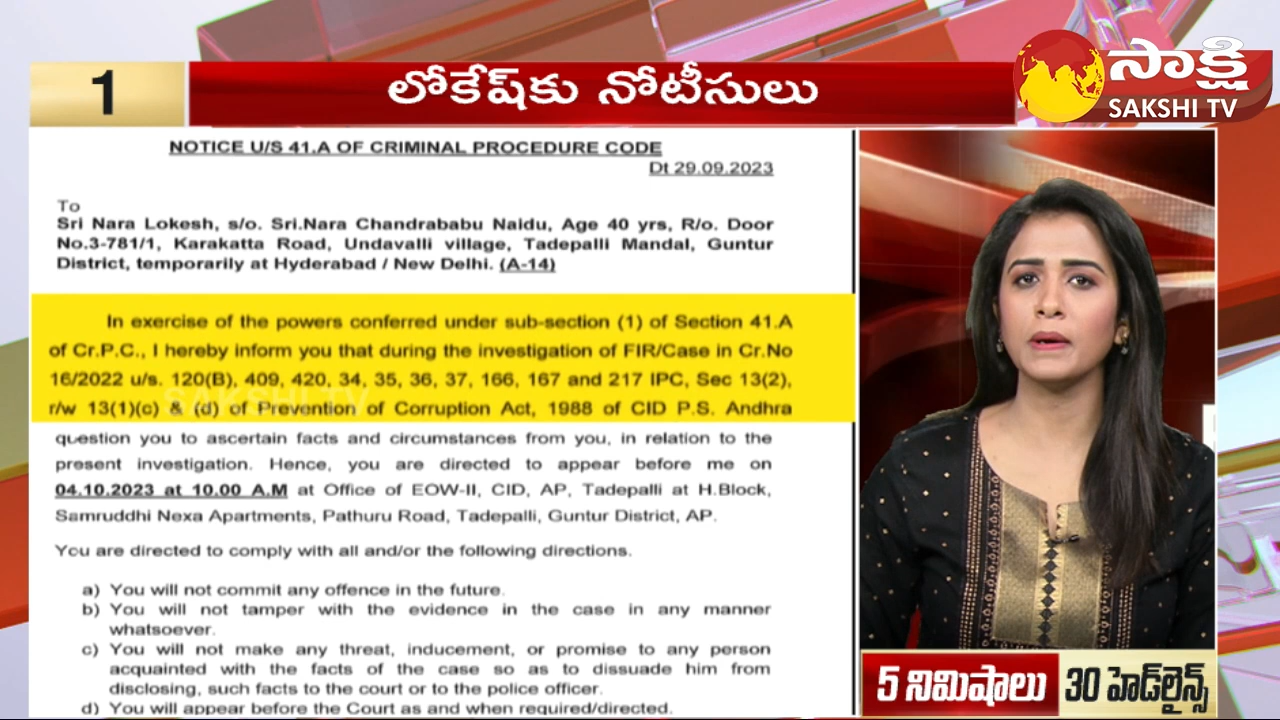 1
లోకేష్‌కు నోటీసులు
సాక్షి
SAKSHI TV
NOTICE U/S 41.A OF CRIMINAL PROCEDURE CODE
Dt 29.09.2023
To
Sri Nara Lokesh, s/o. Sri.Nara Chandrababu Naidu, Age 40 yrs, R/o. Door
No.3-781/1, Karakatta Road, Undavalli village, Tadepalli Mandal, Guntur
District, temporarily at Hyderabad / New Delhi. (A-14)
In exercise of the powers conferred under sub-section (1) of Section 41.A
of Cr.P.C., I hereby inform you that during the investigation of FIR/Case in Cr.No
16/2022 u/s. 120(B), 409, 420, 34, 35, 36, 37, 166, 167 and 217 IPC, Sec 13(2),
r/w 13(1)(c) & (d) of Prevention of Corruption Act, 1988 of CID P.S. Andhra
SAKSHI TV
question you to ascertain facts and circumstances from you, in relation to the
present investigation. Hence, you are directed to appear before me on
04.10.2023 at 10.00 A.M at Office of EOW-II, CID, AP, Tadepalli at H.Block,
Samruddhi Nexa Apartments, Pathuru Road, Tadepalli, Guntur District, AP.
You are directed to comply with all and/or the following directions.
a) You will not commit any offence in the future.
b) You will not tamper with the evidence in the case in any manner
whatsoever.
c) You will not make any threat, inducement, or promise to any person
acquainted with the facts of the case so as to dissuade him from
disclosing, such facts to the court or to the police officer.
d) You will appear before the Court as and when required/directed.
5 నిమిషాలు
30 హెడ్‌లైన్స్